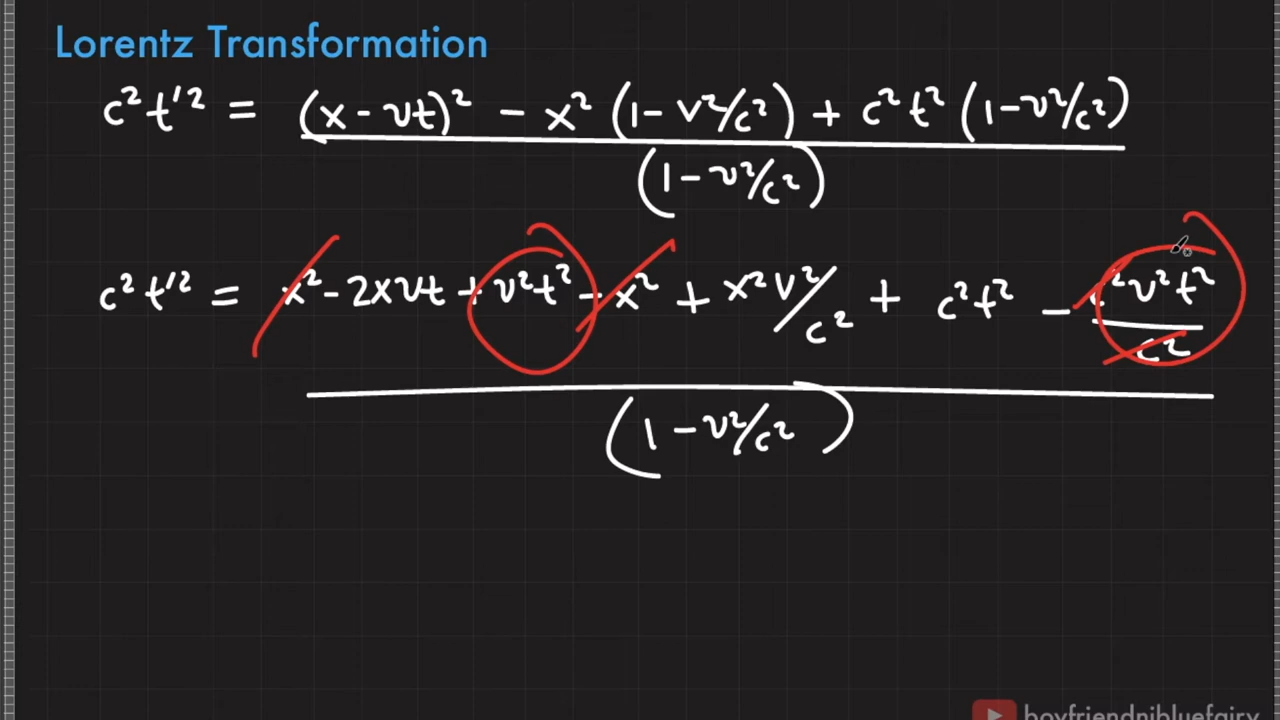 Lorentz Transformation
c²t'² = (x - vt)² - x² (1 - v²/c²) + c²t² (1 - v²/c²)
(1 - v²/c²)
c²t'² = x² - 2xvt + v²t² - x² + x²v²/c² + c²t² - c²v²t²
c²
(1 - v²/c²)
boyfriendnibluefairy